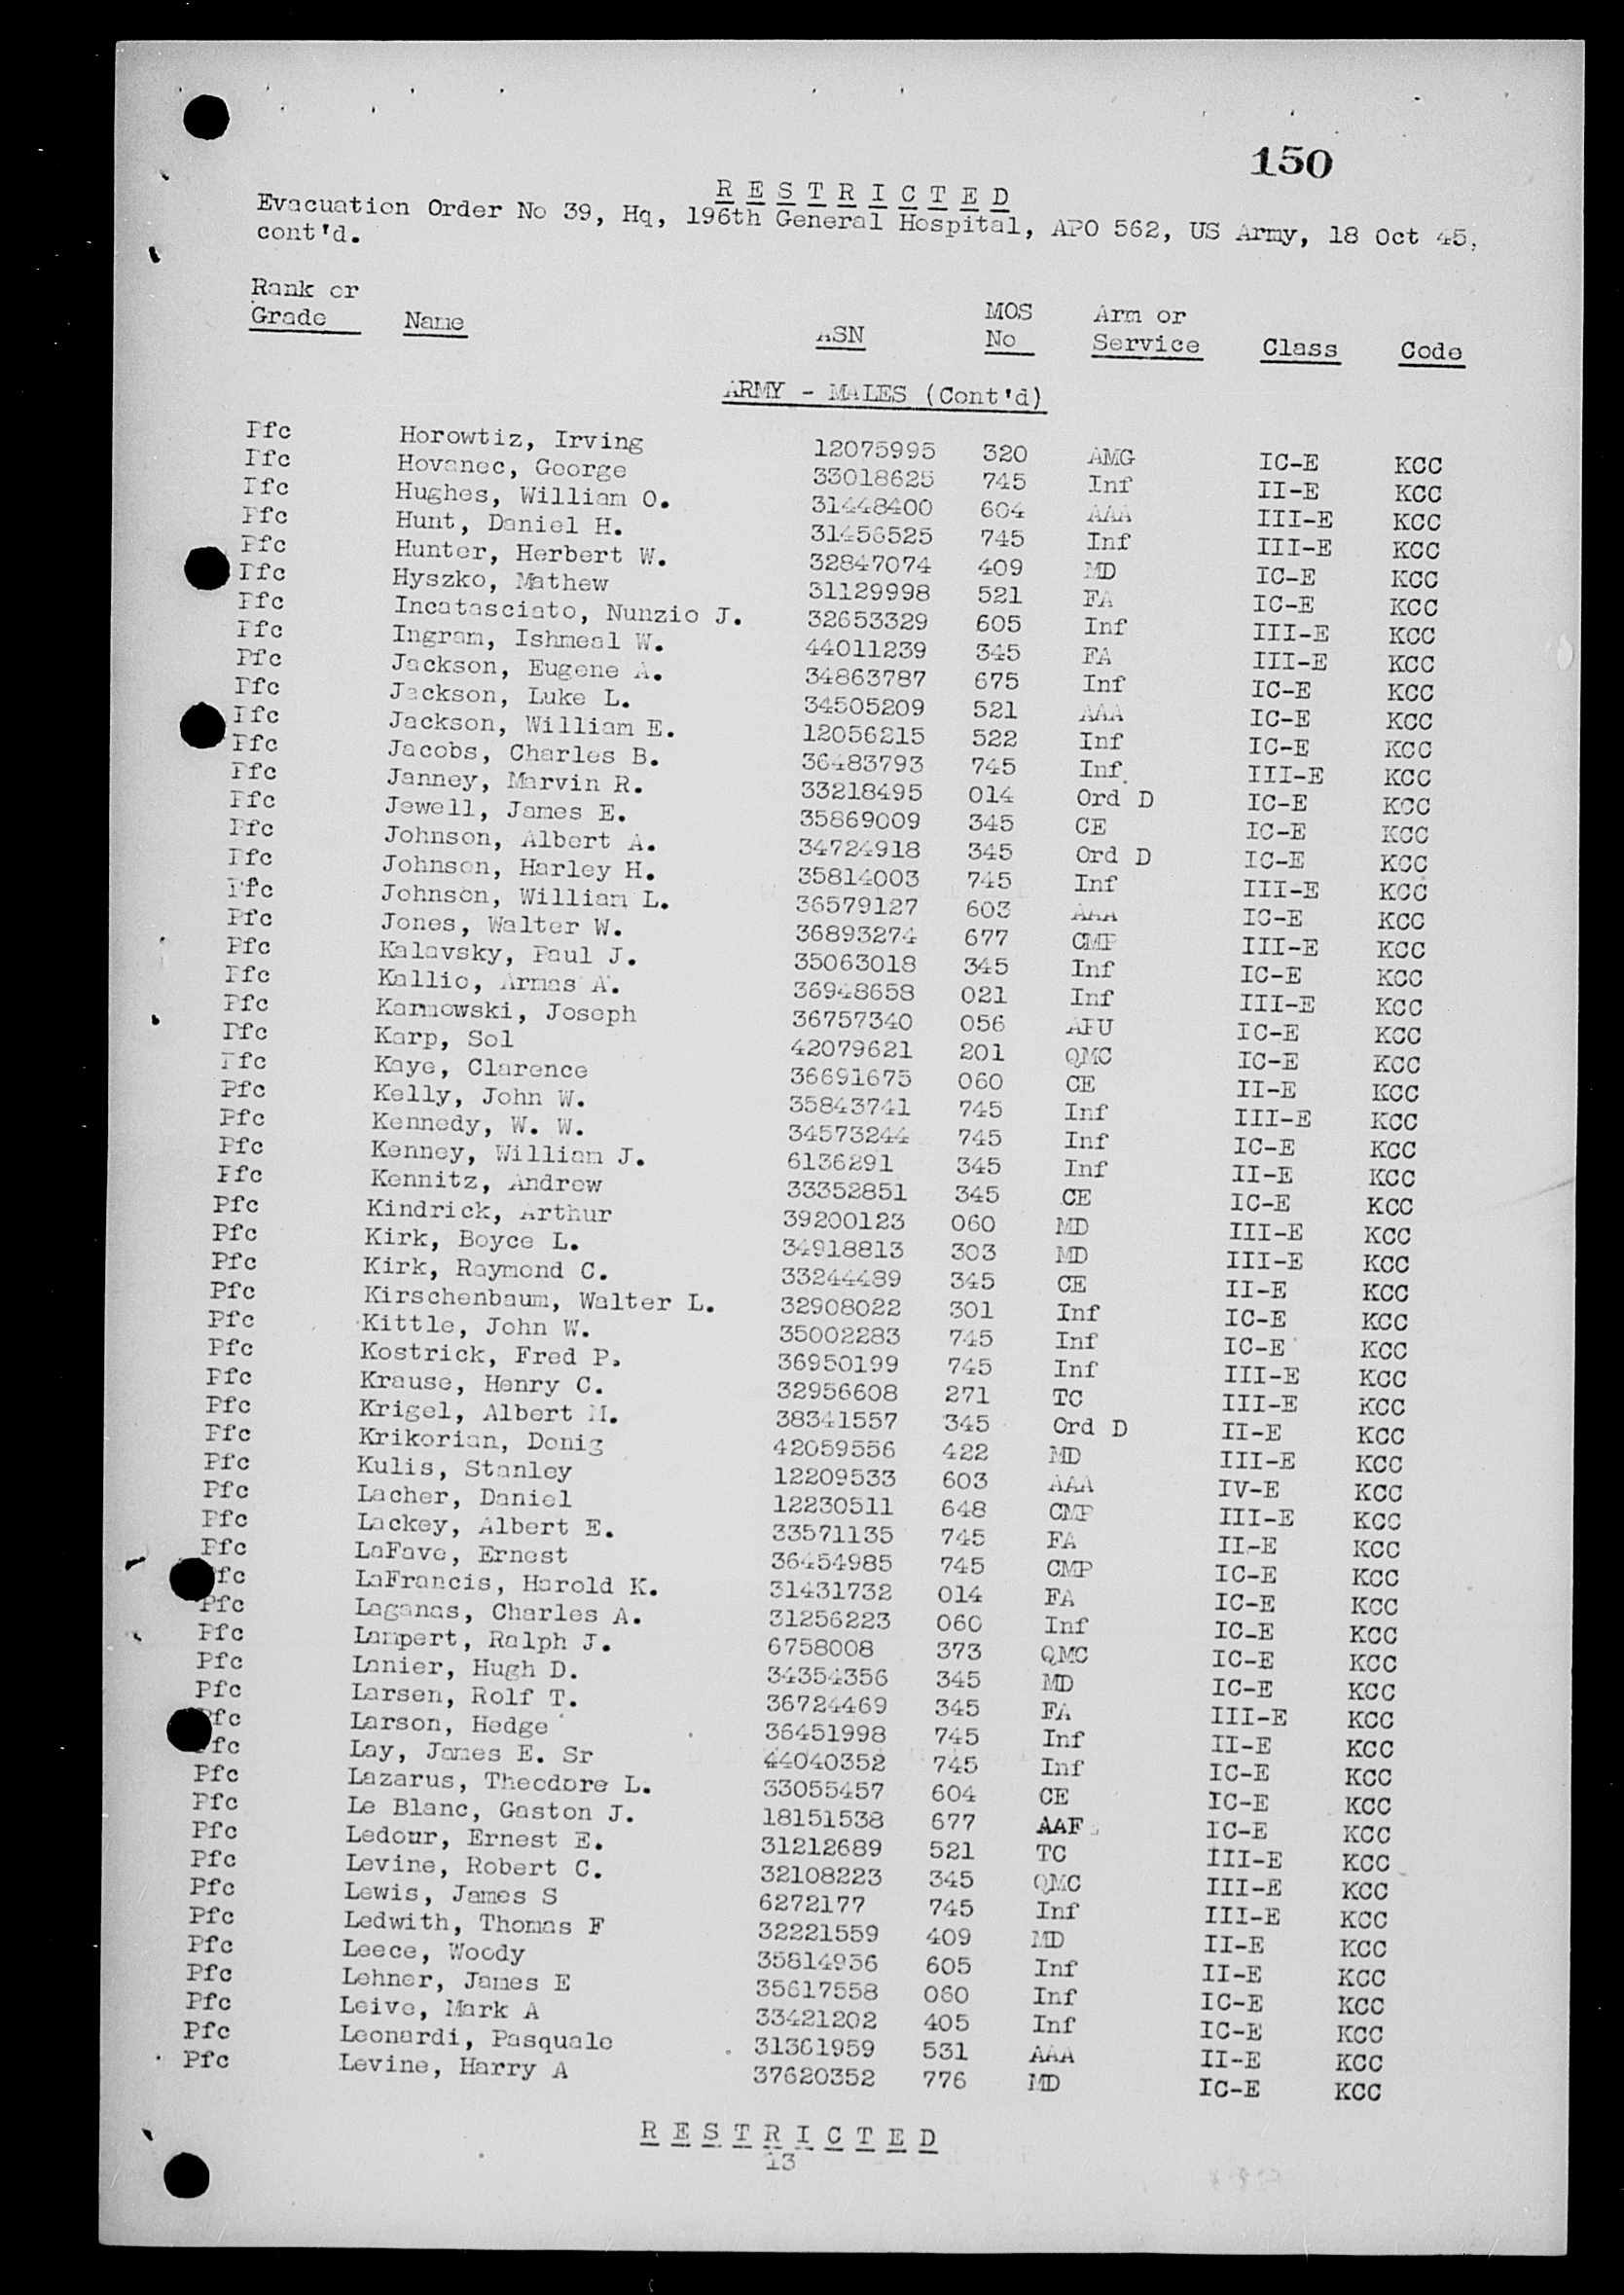 150
R E S T R I C T E D
Evacuation Order No 39, Hq, 196th General Hospital, APO 562, US Army, 18 Oct 45,
cont'd.
Rank or Grade Name ASN MOS No Arm or Service Class Code
ARMY - MALES (Cont'd)
Pfc Horowtiz, Irving 12075995 320 AMG IC-E KCC
Pfc Hovanec, George 33018625 745 Inf II-E KCC
Pfc Hughes, William O. 31448400 604 AAA III-E KCC
Pfc Hunt, Daniel H. 31456525 745 Inf III-E KCC
Pfc Hunter, Herbert W. 32847074 409 MD IC-E KCC
Pfc Hyszko, Mathew 31129998 521 FA IC-E KCC
Pfc Incatasciato, Nunzio J. 32653329 605 Inf III-E KCC
Pfc Ingram, Ishmeal W. 44011239 345 FA III-E KCC
Pfc Jackson, Eugene A. 34863787 675 Inf IC-E KCC
Pfc Jackson, Luke L. 34505209 521 AAA IC-E KCC
Pfc Jackson, William E. 12056215 522 Inf IC-E KCC
Pfc Jacobs, Charles B. 36483793 745 Inf. III-E KCC
Pfc Janney, Marvin R. 33218495 014 Ord D IC-E KCC
Pfc Jewell, James E. 35869009 345 CE IC-E KCC
Pfc Johnson, Albert A. 34724918 345 Ord D IC-E KCC
Pfc Johnson, Harley H. 35814003 745 Inf III-E KCC
Pfc Johnson, William L. 36579127 603 AAA IC-E KCC
Pfc Jones, Walter W. 36893274 677 CMP III-E KCC
Pfc Kalavsky, Paul J. 35063018 345 Inf IC-E KCC
Pfc Kallio, Armas A. 36948658 021 Inf III-E KCC
Pfc Karnowski, Joseph 36757340 056 APU IC-E KCC
Pfc Karp, Sol 42079621 201 QMC IC-E KCC
Pfc Kaye, Clarence 36691675 060 CE II-E KCC
Pfc Kelly, John W. 35843741 745 Inf III-E KCC
Pfc Kennedy, W. W. 34573244 745 Inf IC-E KCC
Pfc Kenney, William J. 6136291 345 Inf II-E KCC
Pfc Kennitz, Andrew 33352851 345 CE IC-E KCC
Pfc Kindrick, Arthur 39200123 060 MD III-E KCC
Pfc Kirk, Boyce L. 34918813 303 MD III-E KCC
Pfc Kirk, Raymond C. 33244489 345 CE II-E KCC
Pfc Kirschenbaum, Walter L. 32908022 301 Inf IC-E KCC
Pfc Kittle, John W. 35002283 745 Inf IC-E KCC
Pfc Kostrick, Fred P. 36950199 745 Inf III-E KCC
Pfc Krause, Henry C. 32956608 271 TC III-E KCC
Pfc Krigel, Albert M. 38341557 345 Ord D II-E KCC
Pfc Krikorian, Donig 42059556 422 MD III-E KCC
Pfc Kulis, Stanley 12209533 603 AAA IV-E KCC
Pfc Lacher, Daniel 12230511 648 CMP III-E KCC
Pfc Lackey, Albert E. 33571135 745 FA II-E KCC
Pfc LaFave, Ernest 36454985 745 CMP IC-E KCC
Pfc LaFrancis, Harold K. 31431732 014 FA IC-E KCC
Pfc Laganas, Charles A. 31256223 060 Inf IC-E KCC
Pfc Lampert, Ralph J. 6758008 373 QMC IC-E KCC
Pfc Lanier, Hugh D. 34354356 345 MD IC-E KCC
Pfc Larsen, Rolf T. 36724469 345 FA III-E KCC
Pfc Larson, Hedge 36451998 745 Inf II-E KCC
Pfc Lay, James E. Sr 44040352 745 Inf IC-E KCC
Pfc Lazarus, Theodore L. 33055457 604 CE IC-E KCC
Pfc Le Blanc, Gaston J. 18151538 677 AAF IC-E KCC
Pfc Ledour, Ernest E. 31212689 521 TC III-E KCC
Pfc Levine, Robert C. 32108223 345 QMC III-E KCC
Pfc Lewis, James S 6272177 745 Inf III-E KCC
Pfc Ledwith, Thomas F 32221559 409 MD II-E KCC
Pfc Leece, Woody 35814936 605 Inf II-E KCC
Pfc Lehner, James E 35617558 060 Inf IC-E KCC
Pfc Leive, Mark A 33421202 405 Inf IC-E KCC
Pfc Leonardi, Pasquale 31361959 531 AAA II-E KCC
Pfc Levine, Harry A 37620352 776 MD IC-E KCC
R E S T R I C T E D
13